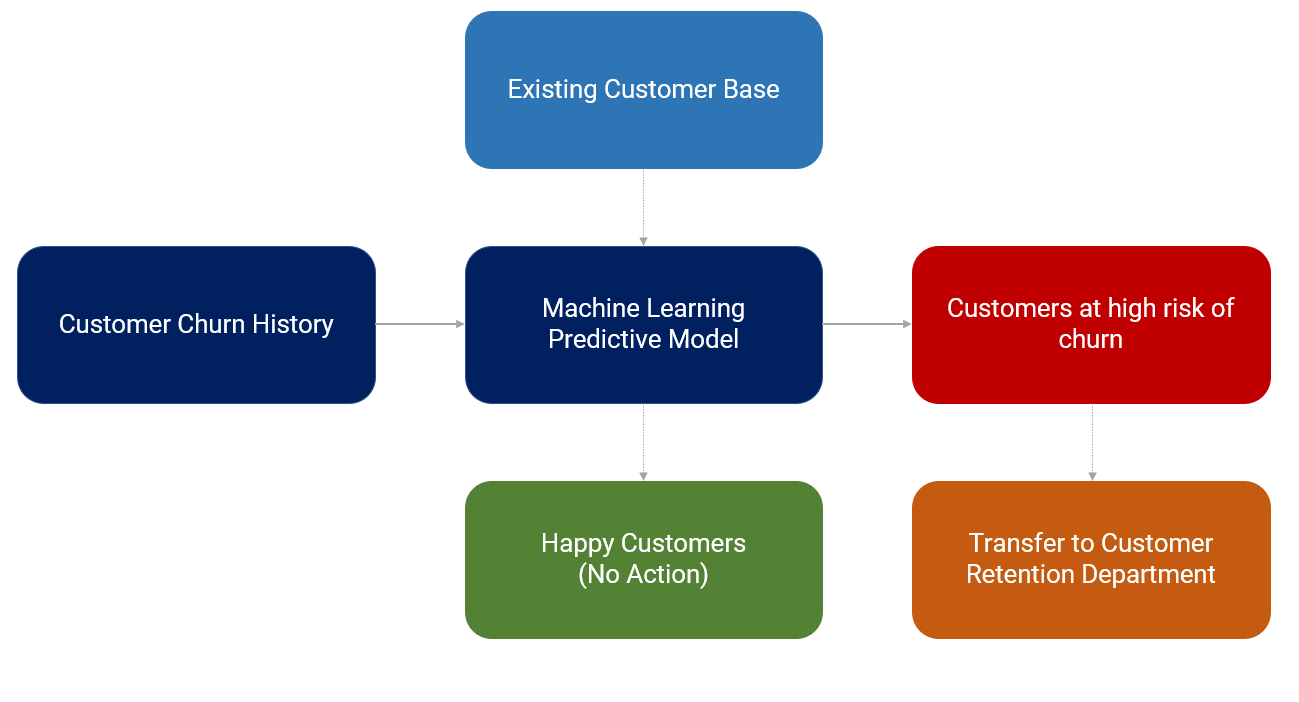 Existing Customer Base
Customer Churn History
Machine Learning
Predictive Model
Customers at high risk of
churn
Happy Customers
(No Action)
Transfer to Customer
Retention Department